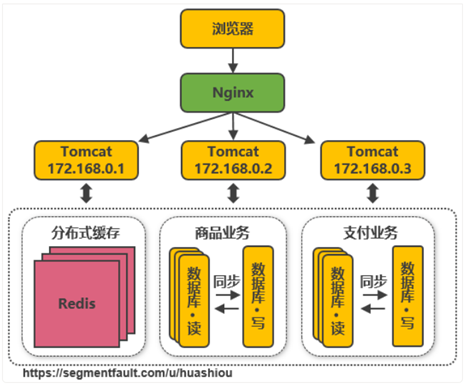 浏览器
Nginx
Tomcat
172.168.0.1
Tomcat
172.168.0.2
Tomcat
172.168.0.3
分布式缓存
Redis
商品业务
数据库·读
同步
数据库·写
支付业务
数据库·读
同步
数据库·写
https://segmentfault.com/u/huashiou